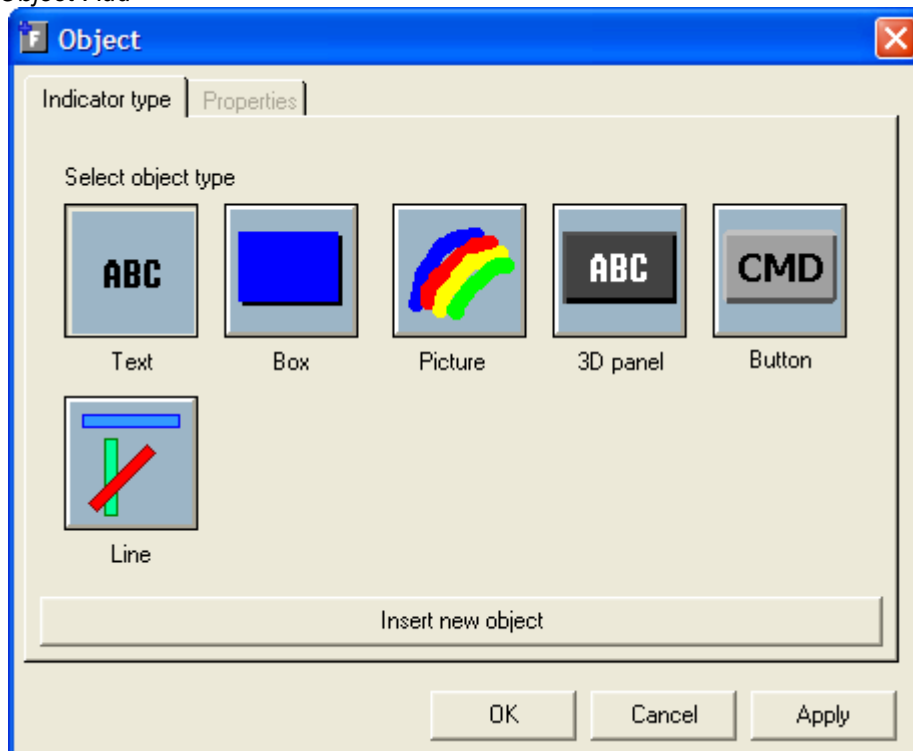 Object
Indicator type Properties
Select object type
ABC ABC CMD
Text Box Picture 3D panel Button
Line
Insert new object
OK Cancel Apply